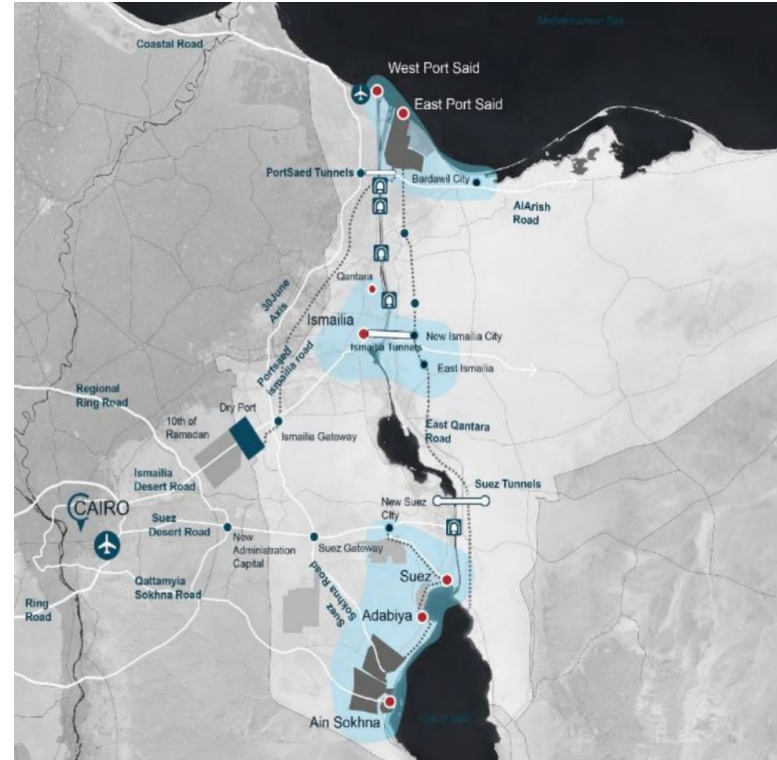 Mediterranean Sea
Coastal Road
West Port Said
East Port Said
PortSaed Tunnels
Bardawil City
AlArish
Road
Qantara
30June
Axis
Ismailia
New Ismailia City
Ismailia Tunnels
Portsaed
ismailia road
East Ismailia
Regional
Ring Road
Dry Port
10th of
Ramadan
Ismailia Gateway
East Qantara
Road
Ismailia
Desert Road
Suez Tunnels
New Suez
City
CAIRO
Suez
Desert Road
New
Administration
Capital
Suez Gateway
Suez
Qattamyia
Sokhna Road
Suez
Sokhna Road
Ring
Road
Adabiya
Ain Sokhna
Gulf of Suez